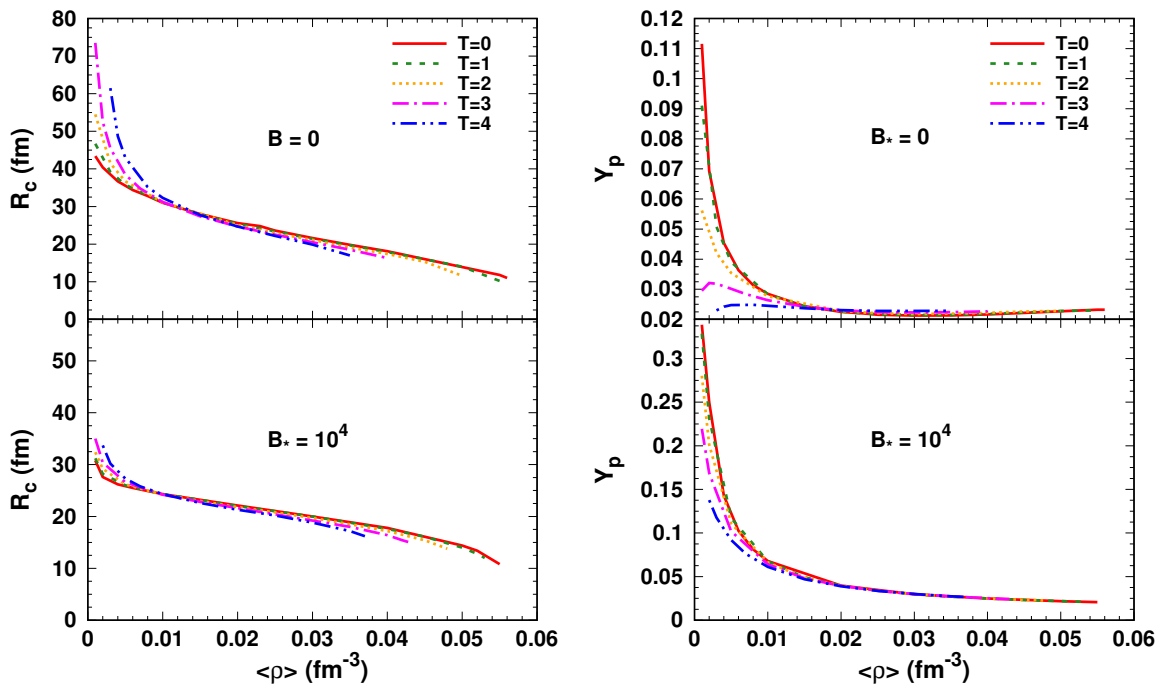 80
70
60
50
40
30
20
10
0
R_c (fm)
B = 0
T=0
T=1
T=2
T=3
T=4
0.12
0.11
0.1
0.09
0.08
0.07
0.06
0.05
0.04
0.03
0.02
Y_p
B_* = 0
T=0
T=1
T=2
T=3
T=4
50
40
30
20
10
0
R_c (fm)
B_* = 10^4
0 0.01 0.02 0.03 0.04 0.05 0.06
<ρ> (fm^-3)
0.3
0.25
0.2
0.15
0.1
0.05
0
Y_p
B_* = 10^4
0 0.01 0.02 0.03 0.04 0.05 0.06
<ρ> (fm^-3)